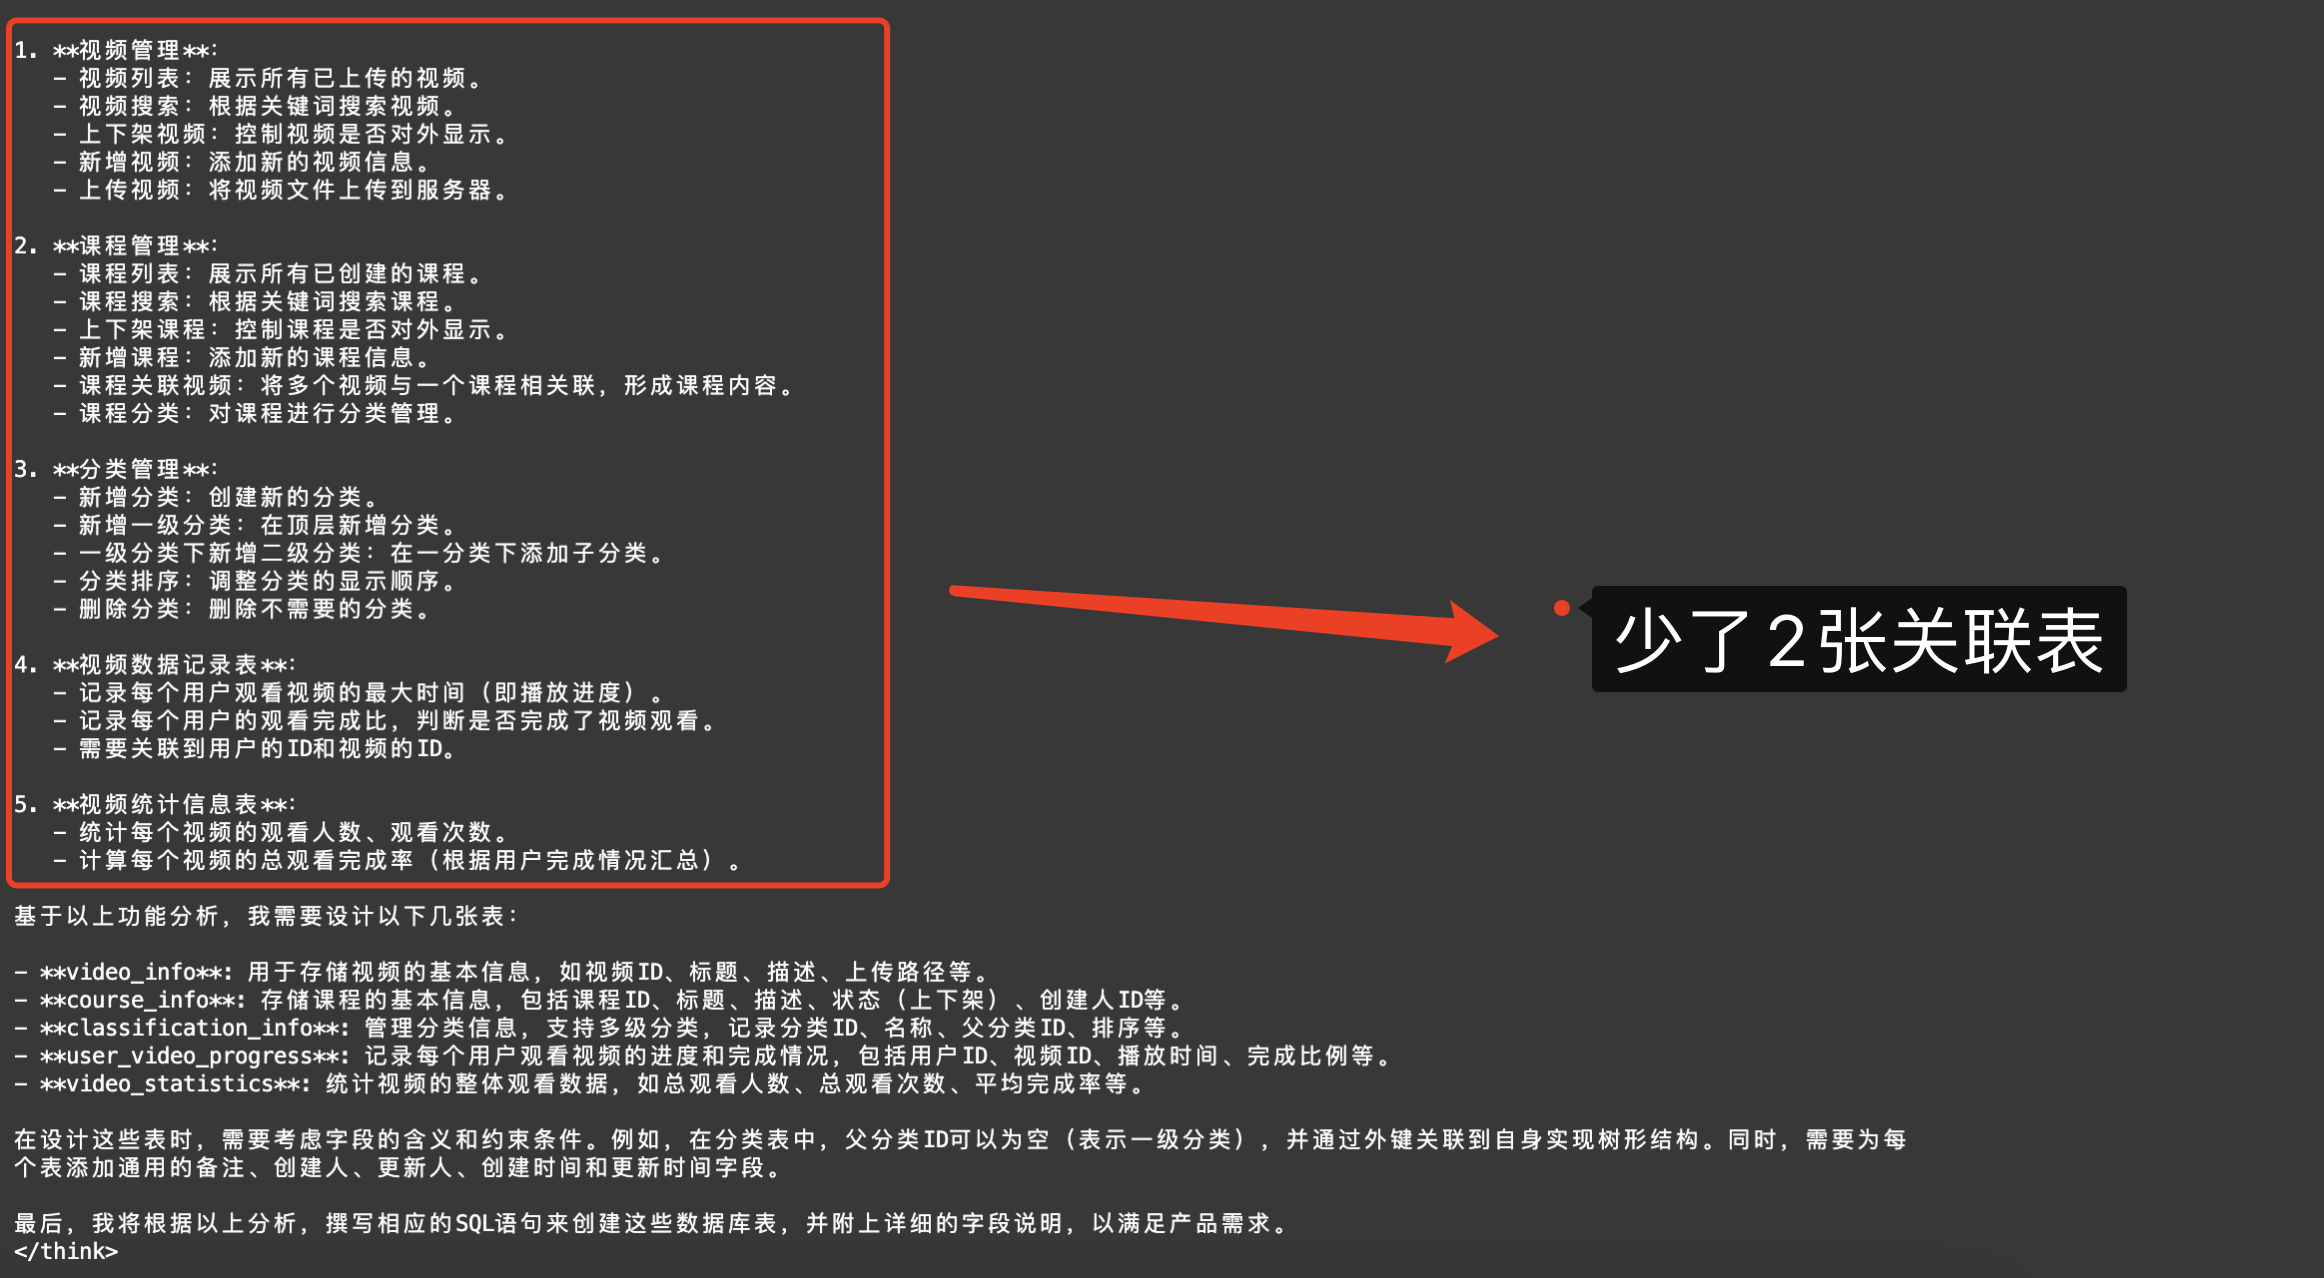 1. **视频管理**：
- 视频列表：展示所有已上传的视频。
- 视频搜索：根据关键词搜索视频。
- 上下架视频：控制视频是否对外显示。
- 新增视频：添加新的视频信息。
- 上传视频：将视频文件上传到服务器。
2. **课程管理**：
- 课程列表：展示所有已创建的课程。
- 课程搜索：根据关键词搜索课程。
- 上下架课程：控制课程是否对外显示。
- 新增课程：添加新的课程信息。
- 课程关联视频：将多个视频与一个课程相关联，形成课程内容。
- 课程分类：对课程进行分类管理。
3. **分类管理**：
- 新增分类：创建新的分类。
- 新增一级分类：在顶层新增分类。
- 一级分类下新增二级分类：在一分类下添加子分类。
- 分类排序：调整分类的显示顺序。
- 删除分类：删除不需要的分类。
少了2张关联表
4. **视频数据记录表**：
- 记录每个用户观看视频的最大时间（即播放进度）。
- 记录每个用户的观看完成比，判断是否完成了视频观看。
- 需要关联到用户的ID和视频的ID。
5. **视频统计信息表**：
- 统计每个视频的观看人数、观看次数。
- 计算每个视频的总观看完成率（根据用户完成情况汇总）。
基于以上功能分析，我需要设计以下几张表：
- **video_info**: 用于存储视频的基本信息，如视频ID、标题、描述、上传路径等。
- **course_info**: 存储课程的基本信息，包括课程ID、标题、描述、状态（上下架）、创建人ID等。
- **classification_info**: 管理分类信息，支持多级分类，记录分类ID、名称、父分类ID、排序等。
- **user_video_progress**: 记录每个用户观看视频的进度和完成情况，包括用户ID、视频ID、播放时间、完成比例等。
- **video_statistics**: 统计视频的整体观看数据，如总观看人数、总观看次数、平均完成率等。
在设计这些表时，需要考虑字段的含义和约束条件。例如，在分类表中，父分类ID可以为空（表示一级分类），并通过外键关联到自身实现树形结构。同时，需要为每
个表添加通用的备注、创建人、更新人、创建时间和更新时间字段。
最后，我将根据以上分析，撰写相应的SQL语句来创建这些数据库表，并附上详细的字段说明，以满足产品需求。
</think>